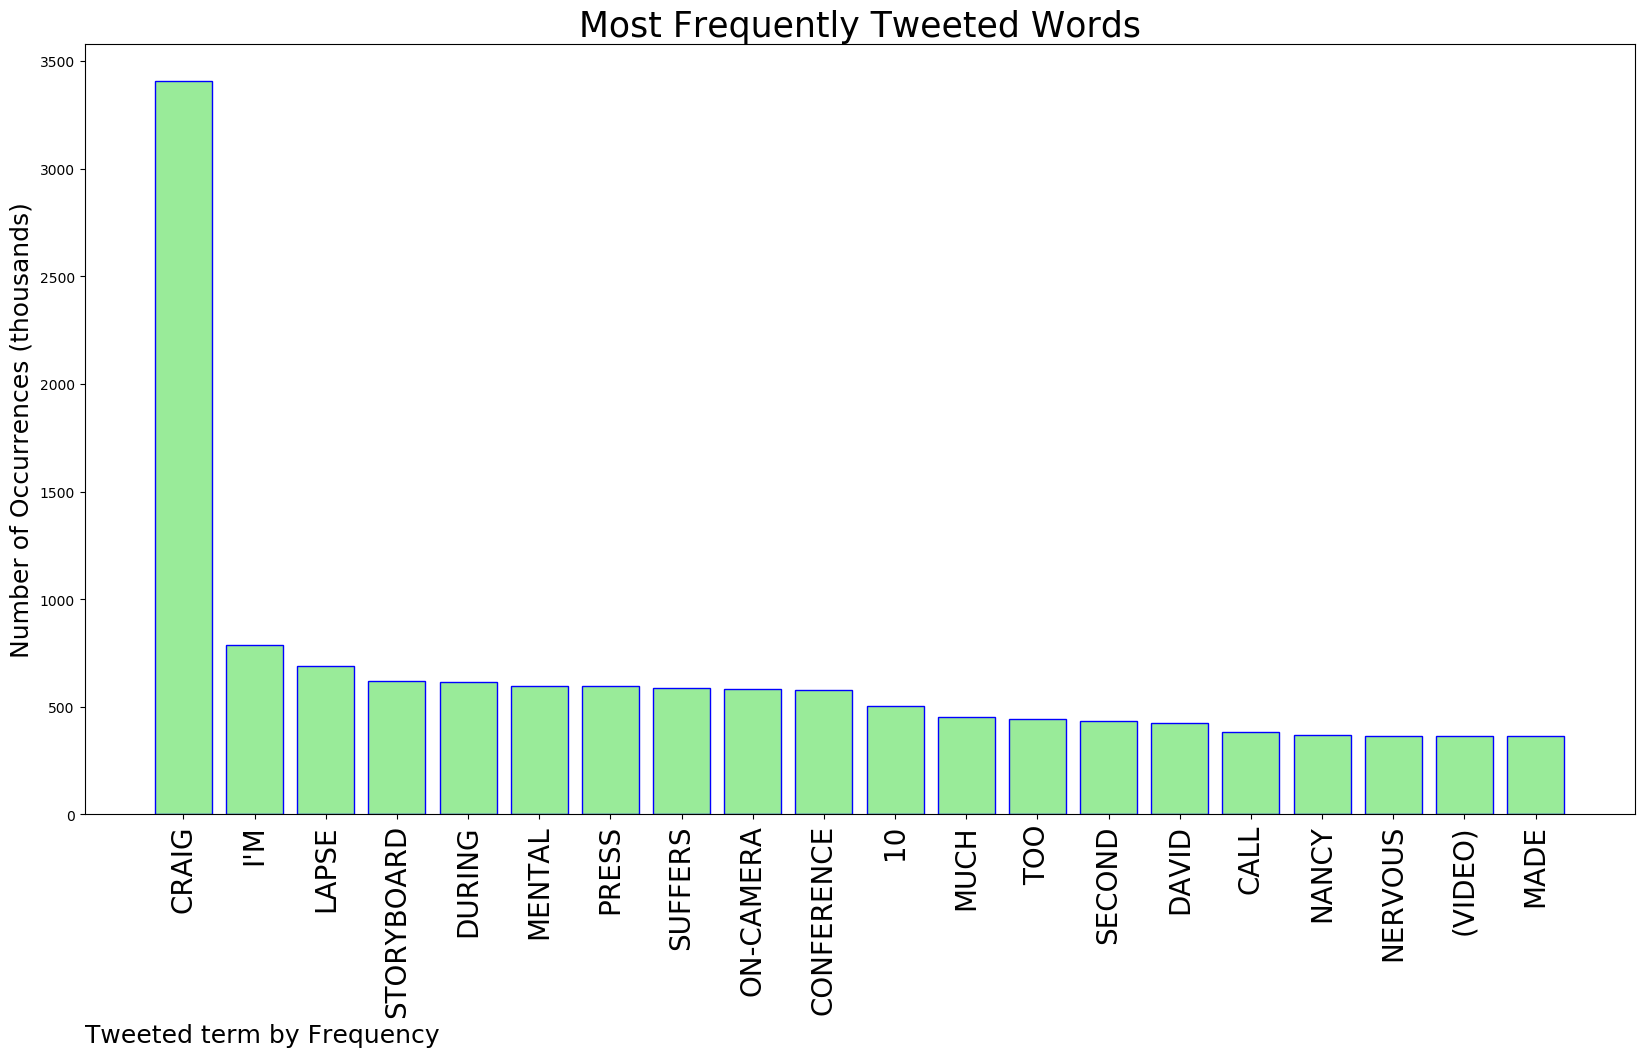 Most Frequently Tweeted Words
Number of Occurrences (thousands)
3500
3000
2500
2000
1500
1000
500
0
CRAIG
I'M
LAPSE
STORYBOARD
DURING
MENTAL
PRESS
SUFFERS
ON-CAMERA
CONFERENCE
10
MUCH
TOO
SECOND
DAVID
CALL
NANCY
NERVOUS
(VIDEO)
MADE
Tweeted term by Frequency